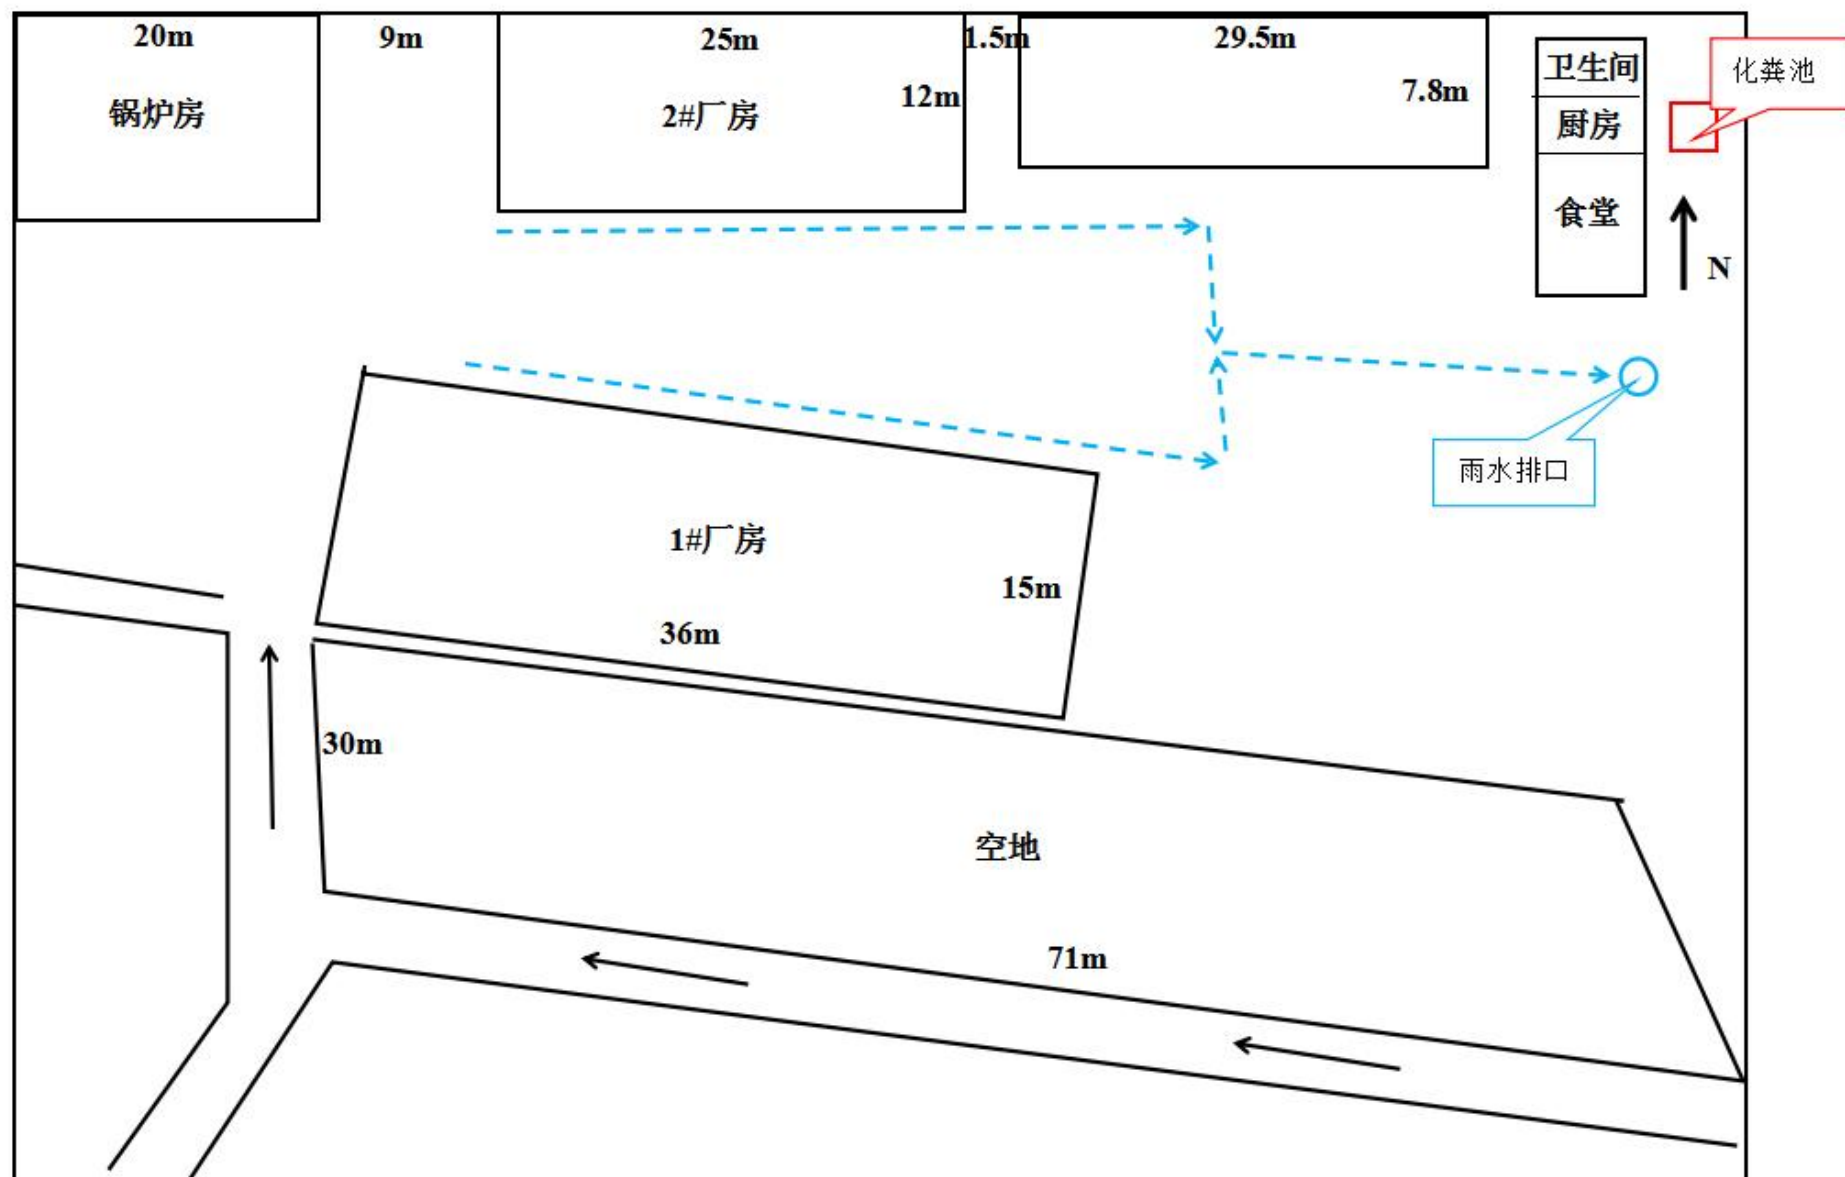 20m
9m
25m
1.5m
29.5m
锅炉房
2#厂房
12m
7.8m
卫生间
厨房
食堂
化粪池
N
雨水排口
1#厂房
15m
36m
30m
空地
71m